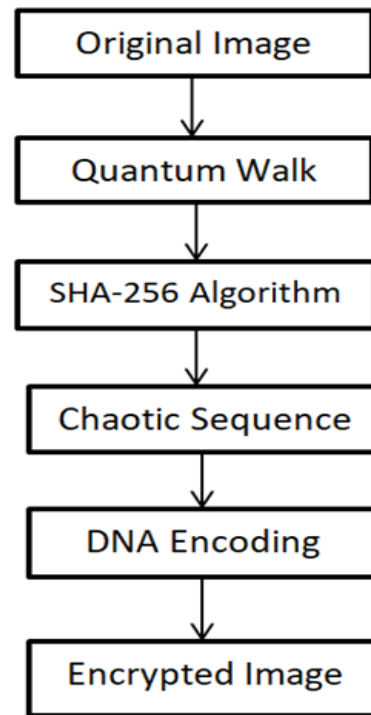 Original Image
Quantum Walk
SHA-256 Algorithm
Chaotic Sequence
DNA Encoding
Encrypted Image